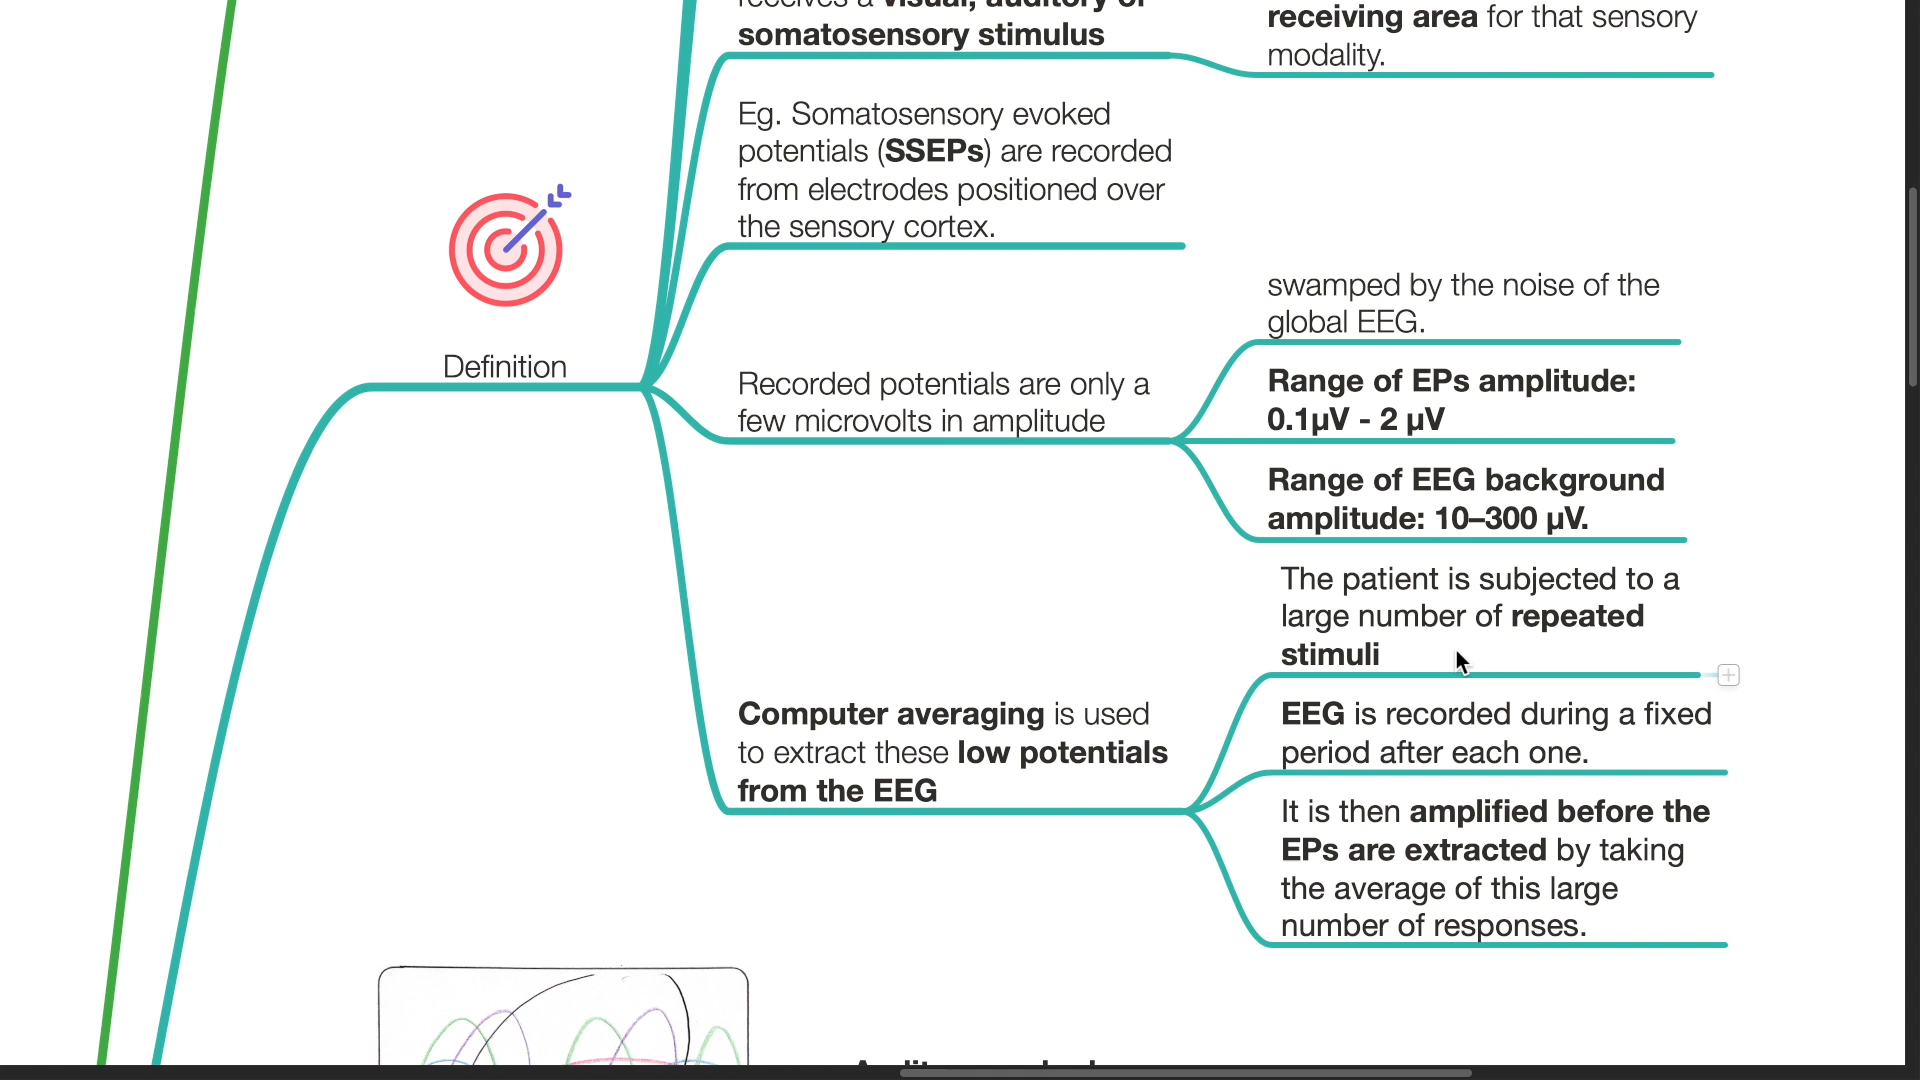 somatosensory stimulus
receiving area for that sensory
modality.
Eg. Somatosensory evoked
potentials (SSEPs) are recorded
from electrodes positioned over
the sensory cortex.
Definition
Recorded potentials are only a
few microvolts in amplitude
swamped by the noise of the
global EEG.
Range of EPs amplitude:
0.1µV - 2 µV
Range of EEG background
amplitude: 10–300 µV.
Computer averaging is used
to extract these low potentials
from the EEG
The patient is subjected to a
large number of repeated
stimuli
EEG is recorded during a fixed
period after each one.
It is then amplified before the
EPs are extracted by taking
the average of this large
number of responses.